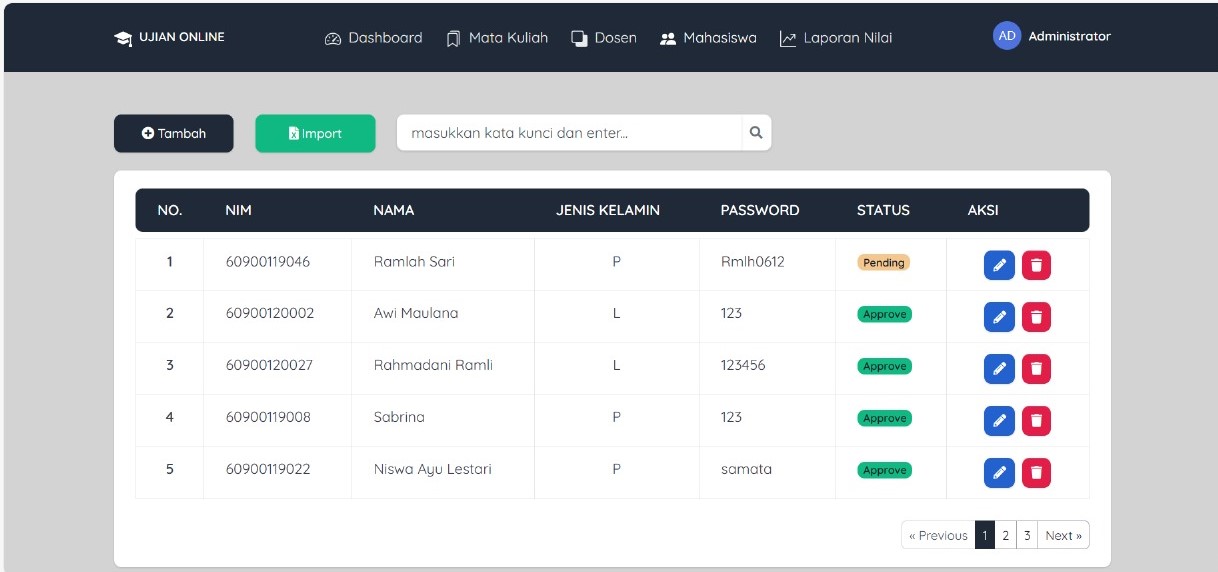 UJIAN ONLINE Dashboard Mata Kuliah Dosen Mahasiswa Laporan Nilai AD Administrator
Tambah Import masukkan kata kunci dan enter...
NO. NIM NAMA JENIS KELAMIN PASSWORD STATUS AKSI
1 60900119046 Ramlah Sari P Rmlh0612 Pending
2 60900120002 Awi Maulana L 123 Approve
3 60900120027 Rahmadani Ramli L 123456 Approve
4 60900119008 Sabrina P 123 Approve
5 60900119022 Niswa Ayu Lestari P samata Approve
« Previous 1 2 3 Next »